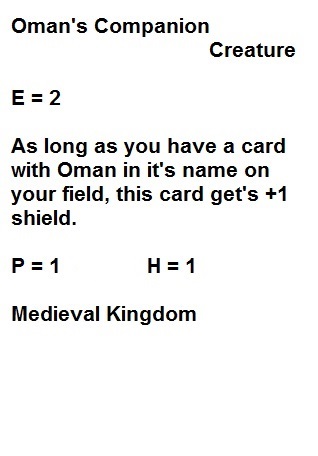 Oman's Companion
Creature
E = 2
As long as you have a card
with Oman in it's name on
your field, this card get's +1
shield.
P = 1 H = 1
Medieval Kingdom